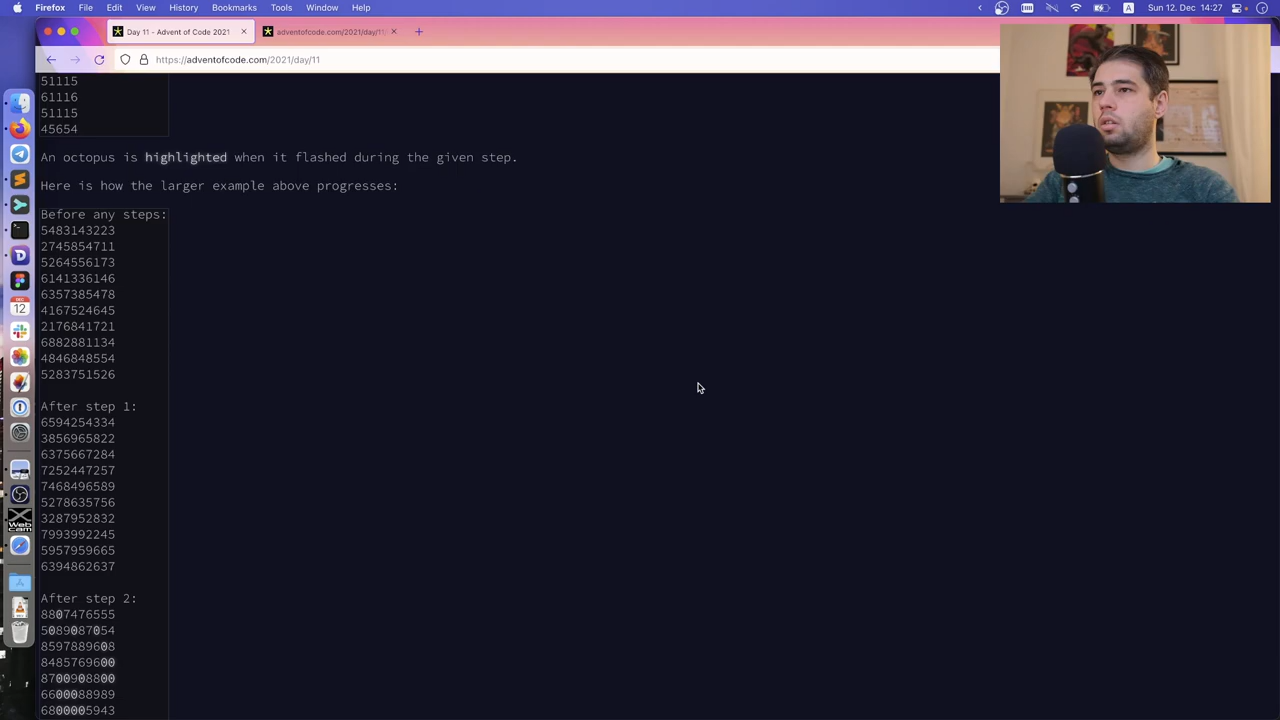 Firefox File Edit View History Bookmarks Tools Window Help
A Sun 12. Dec 14:27
Day 11 - Advent of Code 2021
adventofcode.com/2021/day/11/
https://adventofcode.com/2021/day/11
51115
61116
51115
45654
An octopus is highlighted when it flashed during the given step.
Here is how the larger example above progresses:
Before any steps:
5483143223
2745854711
5264556173
6141336146
6357385478
4167524645
2176841721
6882881134
4846848554
5283751526
After step 1:
6594254334
3856965822
6375667284
7252447257
7468496589
5278635756
3287952832
7993992245
5957959665
6394862637
After step 2:
8807476555
5089087054
8597889608
8485769600
8700908800
6600088989
6800005943
DEC
12
Web
cam